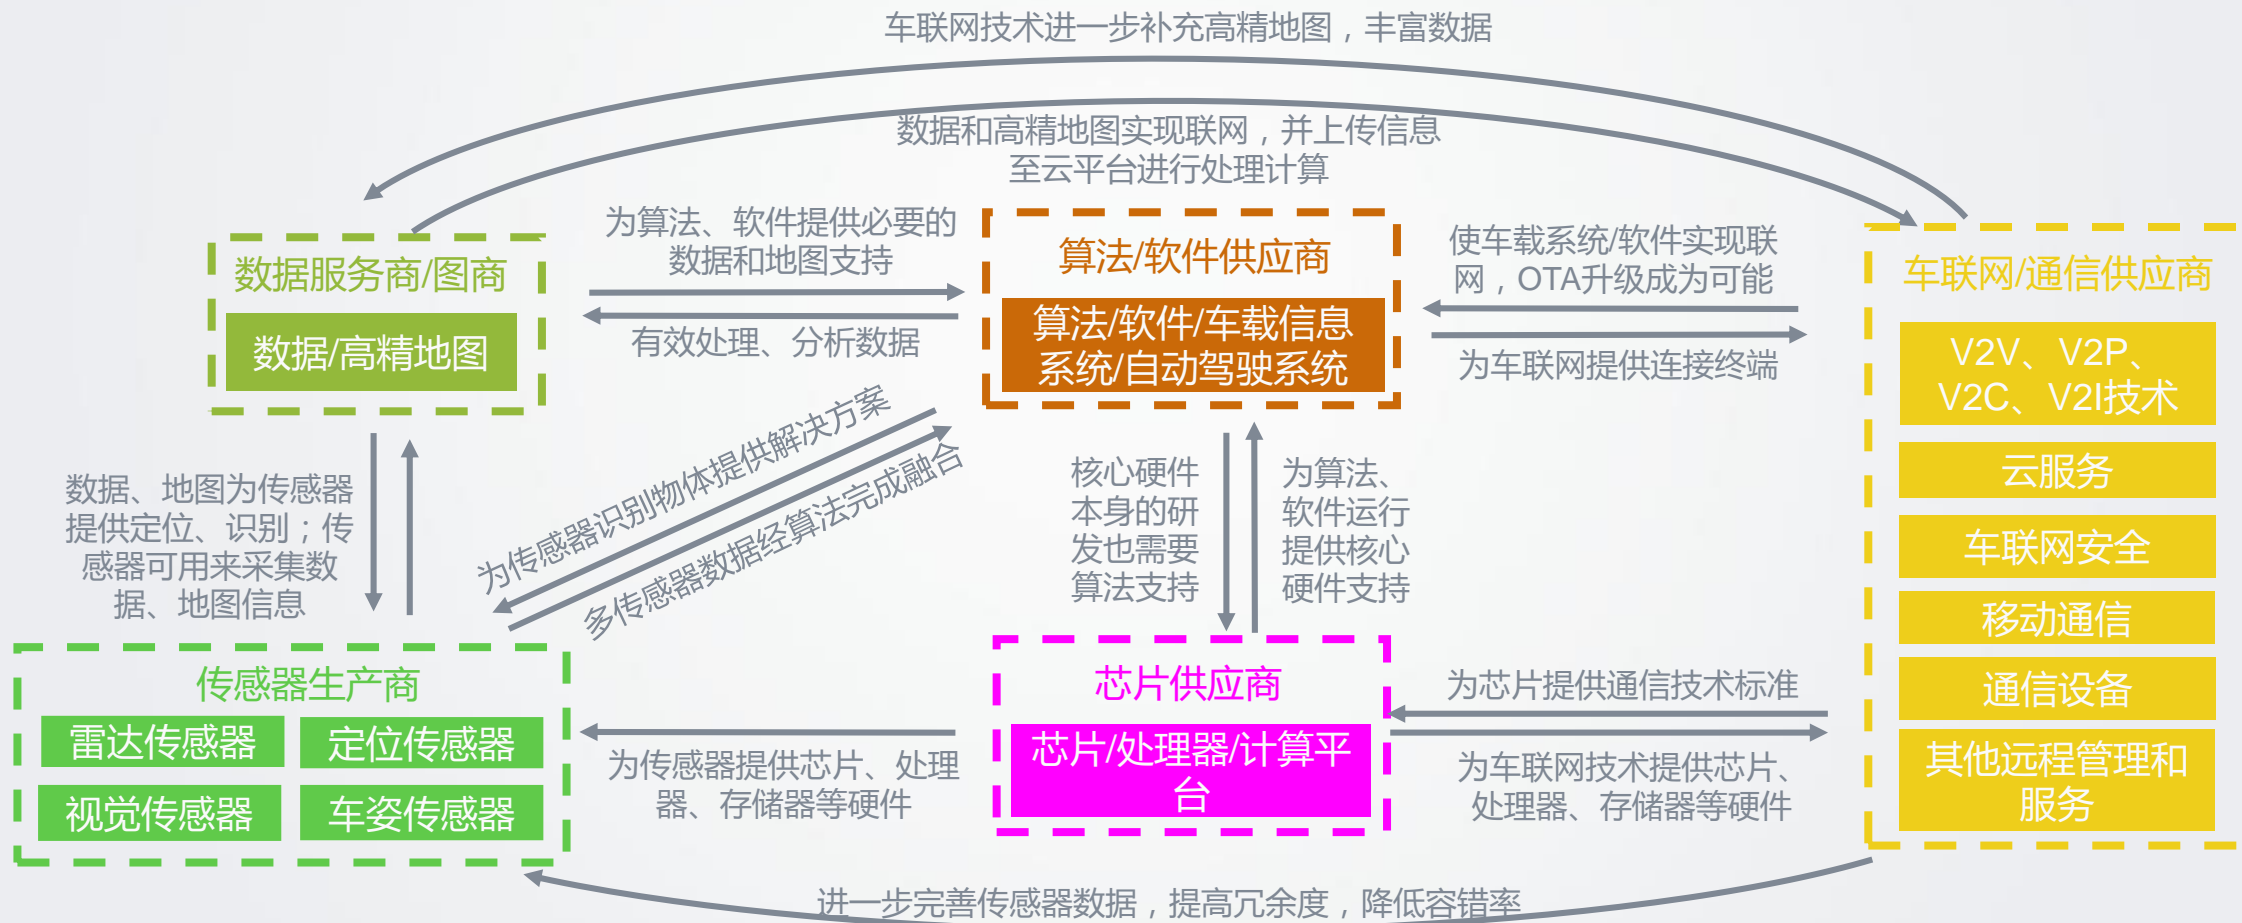 车联网技术进一步补充高精地图，丰富数据
数据和高精地图实现联网，并上传信息
至云平台进行处理计算
数据服务商/图商
数据/高精地图
为算法、软件提供必要的
数据和地图支持
有效处理、分析数据
算法/软件供应商
算法/软件/车载信息
系统/自动驾驶系统
使车载系统/软件实现联
网，OTA升级成为可能
为车联网提供连接终端
车联网/通信供应商
V2V、V2P、
V2C、V2I技术
云服务
车联网安全
移动通信
通信设备
其他远程管理和
服务
数据、地图为传感器
提供定位、识别；传
感器可用来采集数
据、地图信息
为传感器识别物体提供解决方案
多传感器数据经算法完成融合
核心硬件
本身的研
发也需要
算法支持
为算法、
软件运行
提供核心
硬件支持
传感器生产商
雷达传感器
定位传感器
视觉传感器
车姿传感器
为传感器提供芯片、处理
器、存储器等硬件
芯片供应商
芯片/处理器/计算平
台
为芯片提供通信技术标准
为车联网技术提供芯片、
处理器、存储器等硬件
进一步完善传感器数据，提高冗余度，降低容错率